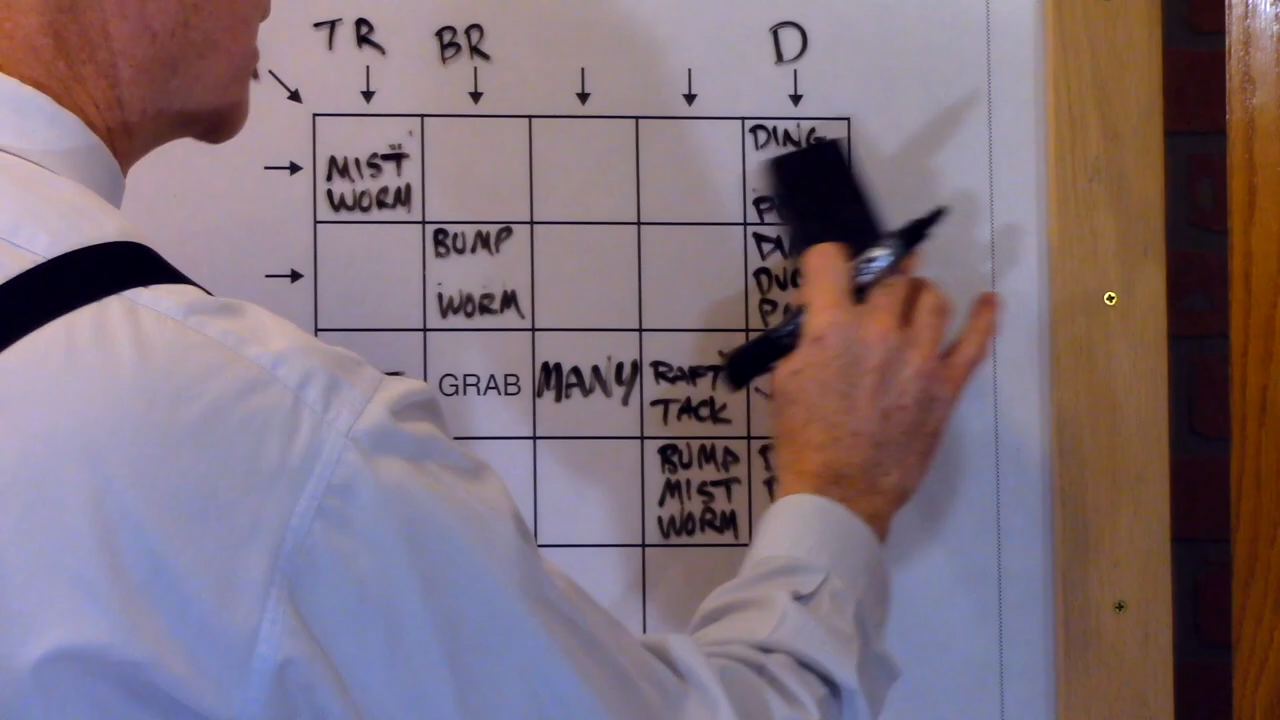 TR BR D
DING
MIST
WORM
BUMP
WORM
GRAB
MANY
RAFT
TACK
BUMP
MIST
WORM